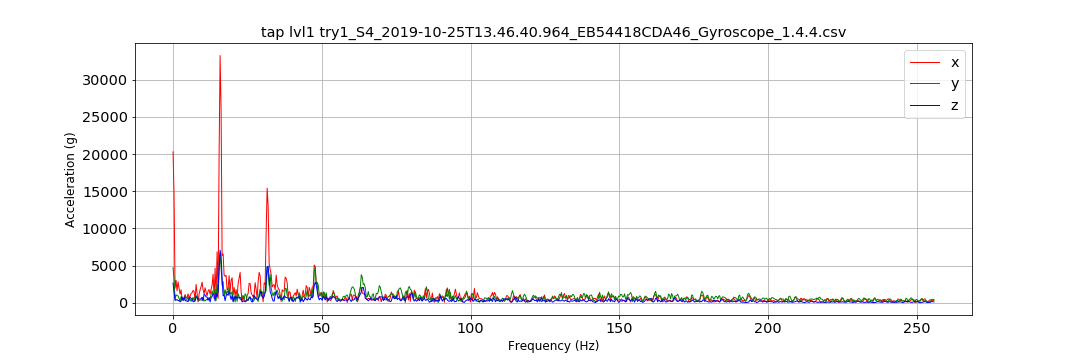 tap lvl1 try1_S4_2019-10-25T13.46.40.964_EB54418CDA46_Gyroscope_1.4.4.csv
x
y
z
30000
25000
20000
15000
10000
5000
0
Acceleration (g)
0 50 100 150 200 250
Frequency (Hz)